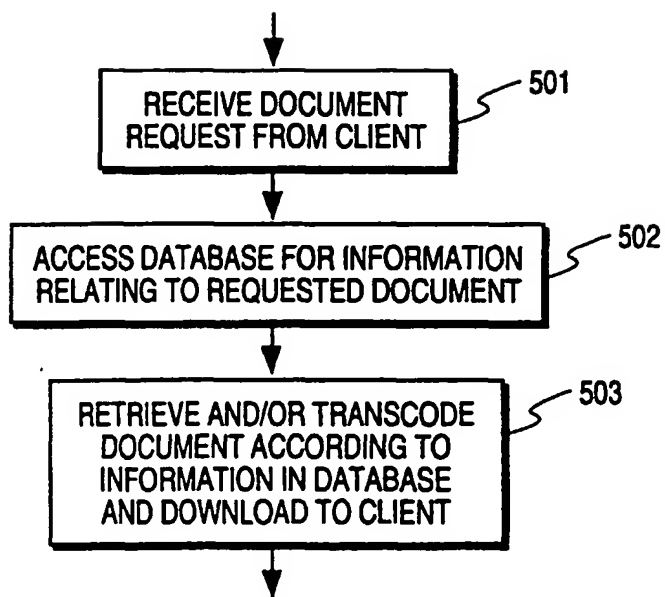 RECEIVE DOCUMENT
REQUEST FROM CLIENT
501
ACCESS DATABASE FOR INFORMATION
RELATING TO REQUESTED DOCUMENT
502
RETRIEVE AND/OR TRANSCODE
DOCUMENT ACCORDING TO
INFORMATION IN DATABASE
AND DOWNLOAD TO CLIENT
503